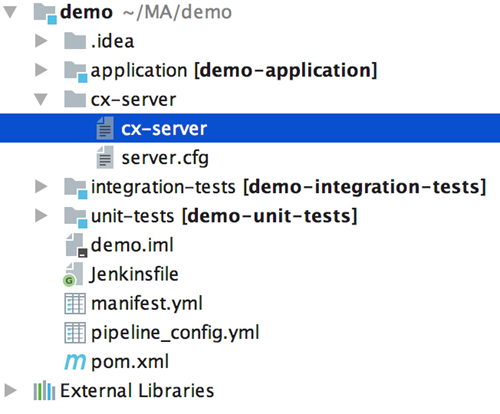 demo ~/MA/demo
.idea
application [demo-application]
cx-server
cx-server
server.cfg
integration-tests [demo-integration-tests]
unit-tests [demo-unit-tests]
demo.iml
Jenkinsfile
manifest.yml
pipeline_config.yml
pom.xml
External Libraries